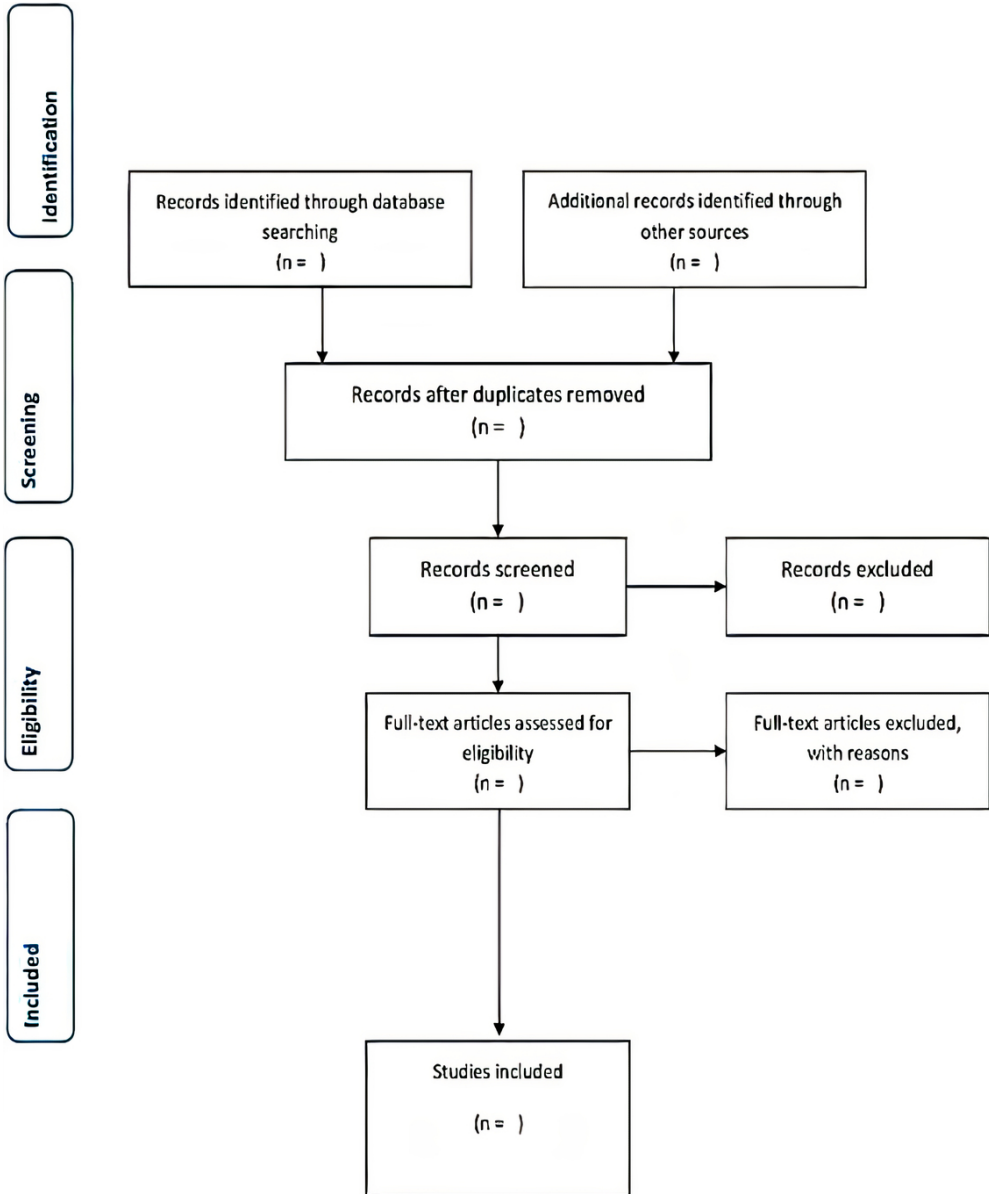 Identification
Records identified through database
searching
(n =  )
Additional records identified through
other sources
(n =  )
Screening
Records after duplicates removed
(n =  )
Eligibility
Records screened
(n =  )
Records excluded
(n =  )
Full-text articles assessed for
eligibility
(n =  )
Full-text articles excluded,
with reasons
(n =  )
Included
Studies included
(n =  )